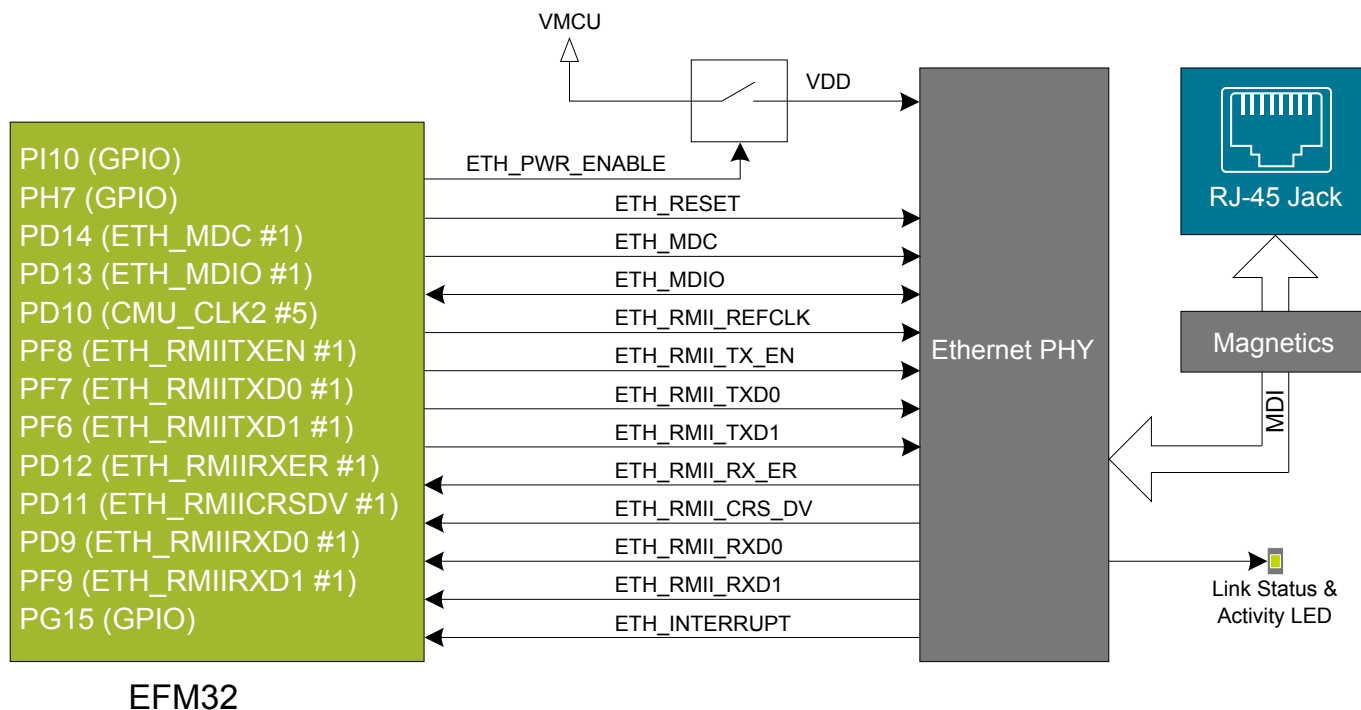 VMCU
VDD
PI10 (GPIO)
ETH_PWR_ENABLE
PH7 (GPIO)
ETH_RESET
PD14 (ETH_MDC #1)
ETH_MDC
PD13 (ETH_MDIO #1)
ETH_MDIO
PD10 (CMU_CLK2 #5)
ETH_RMII_REFCLK
PF8 (ETH_RMIITXEN #1)
ETH_RMII_TX_EN
PF7 (ETH_RMIITXD0 #1)
ETH_RMII_TXD0
PF6 (ETH_RMIITXD1 #1)
ETH_RMII_TXD1
PD12 (ETH_RMIIRXER #1)
ETH_RMII_RX_ER
PD11 (ETH_RMIICRSDV #1)
ETH_RMII_CRS_DV
PD9 (ETH_RMIIRXD0 #1)
ETH_RMII_RXD0
PF9 (ETH_RMIIRXD1 #1)
ETH_RMII_RXD1
PG15 (GPIO)
ETH_INTERRUPT
EFM32
Ethernet PHY
RJ-45 Jack
Magnetics
MDI
Link Status &
Activity LED